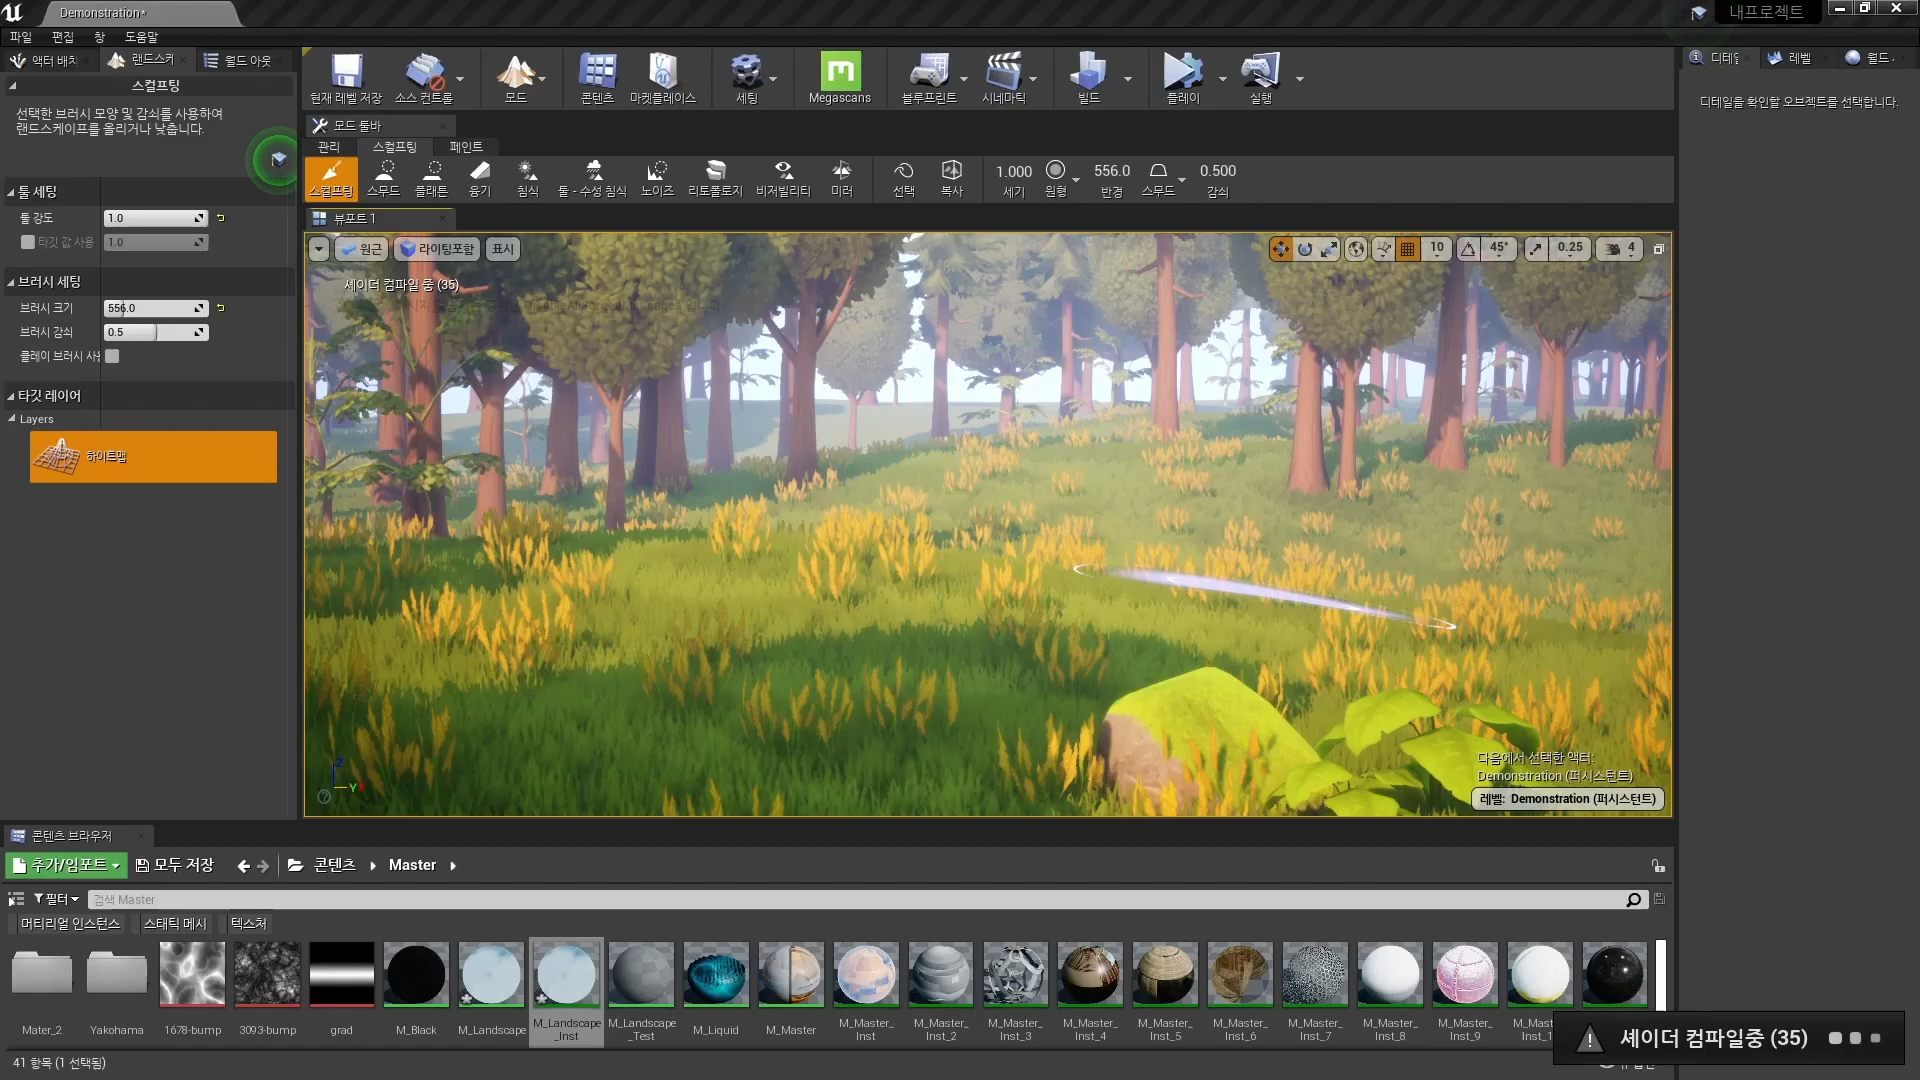 Demonstration*
내프로젝트
파일 편집 창 도움말
액터 배치
랜드스케
월드 아웃
스컬프팅
선택한 브러시 모양 및 감쇠를 사용하여
랜드스케이프를 올리거나 낮춥니다.
툴 세팅
툴 강도 1.0
타깃 값 사용 1.0
브러시 세팅
브러시 크기 556.0
브러시 감쇠 0.5
클레이 브러시 사용
타깃 레이어
Layers
하이트맵
현재 레벨 저장 소스 컨트롤 모드 콘텐츠 마켓플레이스 세팅 Megascans 블루프린트 시네마틱 빌드 플레이 실행
모드 툴바
관리 스컬프팅 페인트
스컬프팅 스무드 플래튼 융기 침식 툴 - 수성 침식 노이즈 리토폴로지 비저빌리티 미러 선택 복사
1.000 556.0 0.500
세기 원형 반경 스무드 감쇠
뷰포트 1
원근 라이팅포함 표시
10 45° 0.25 4
셰이더 컴파일 중 (35)
Z
Y
다음에서 선택한 액터:
Demonstration (퍼시스턴트)
레벨: Demonstration (퍼시스턴트)
레벨
월드
디테일을 확인할 오브젝트를 선택합니다.
콘텐츠 브라우저
추가/임포트 모두 저장 콘텐츠 Master
필터 검색 Master
머티리얼 인스턴스 스태틱 메시 텍스처
Mater_2
Yakohama
1678-bump
3093-bump
grad
M_Black
M_Landscape
M_Landscape
_Inst
M_Landscape
_Test
M_Liquid
M_Master
M_Master_
Inst
M_Master_
Inst_2
M_Master_
Inst_3
M_Master_
Inst_4
M_Master_
Inst_5
M_Master_
Inst_6
M_Master_
Inst_7
M_Master_
Inst_8
M_Master_
Inst_9
41 항목 (1 선택됨)
셰이더 컴파일중 (35)